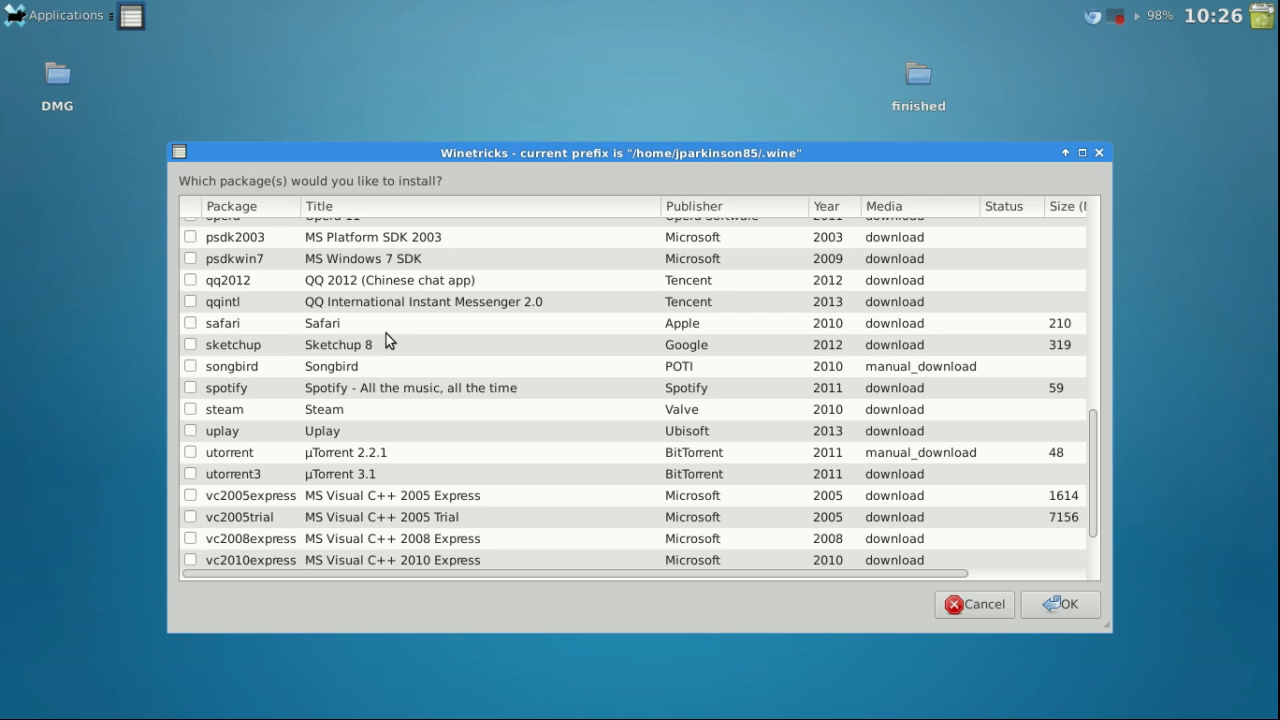 Applications
98% 10:26
DMG
finished
Winetricks - current prefix is "/home/jparkinson85/.wine"
Which package(s) would you like to install?
Package Title Publisher Year Media Status Size (
opera Opera 11 Opera Software 2011 download
psdk2003 MS Platform SDK 2003 Microsoft 2003 download
psdkwin7 MS Windows 7 SDK Microsoft 2009 download
qq2012 QQ 2012 (Chinese chat app) Tencent 2012 download
qqintl QQ International Instant Messenger 2.0 Tencent 2013 download
safari Safari Apple 2010 download 210
sketchup Sketchup 8 Google 2012 download 319
songbird Songbird POTI 2010 manual_download
spotify Spotify - All the music, all the time Spotify 2011 download 59
steam Steam Valve 2010 download
uplay Uplay Ubisoft 2013 download
utorrent µTorrent 2.2.1 BitTorrent 2011 manual_download 48
utorrent3 µTorrent 3.1 BitTorrent 2011 download
vc2005express MS Visual C++ 2005 Express Microsoft 2005 download 1614
vc2005trial MS Visual C++ 2005 Trial Microsoft 2005 download 7156
vc2008express MS Visual C++ 2008 Express Microsoft 2008 download
vc2010express MS Visual C++ 2010 Express Microsoft 2010 download
Cancel OK